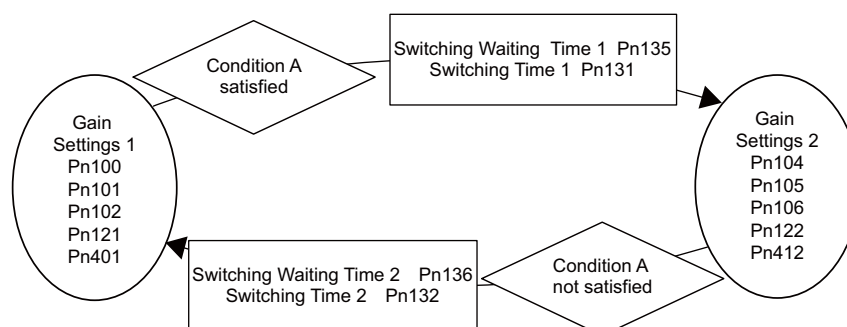 Condition A
satisfied
Switching Waiting Time 1 Pn135
Switching Time 1 Pn131
Gain
Settings 1
Pn100
Pn101
Pn102
Pn121
Pn401
Gain
Settings 2
Pn104
Pn105
Pn106
Pn122
Pn412
Switching Waiting Time 2 Pn136
Switching Time 2 Pn132
Condition A
not satisfied